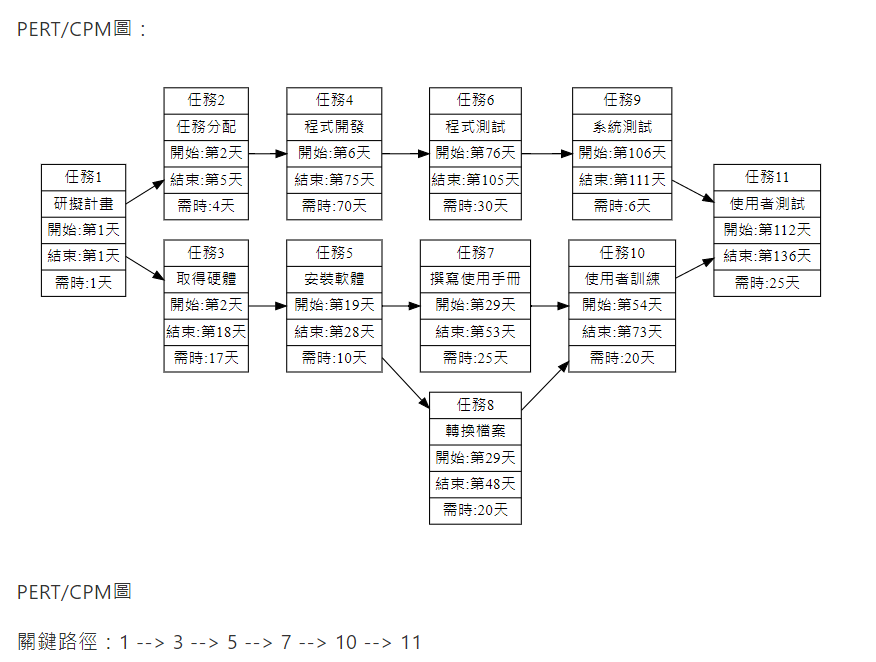 PERT/CPM圖：
任務1
研擬計畫
開始:第1天
結束:第1天
需時:1天
任務2
任務分配
開始:第2天
結束:第5天
需時:4天
任務3
取得硬體
開始:第2天
結束:第18天
需時:17天
任務4
程式開發
開始:第6天
結束:第75天
需時:70天
任務5
安裝軟體
開始:第19天
結束:第28天
需時:10天
任務6
程式測試
開始:第76天
結束:第105天
需時:30天
任務7
撰寫使用手冊
開始:第29天
結束:第53天
需時:25天
任務8
轉換檔案
開始:第29天
結束:第48天
需時:20天
任務9
系統測試
開始:第106天
結束:第111天
需時:6天
任務10
使用者訓練
開始:第54天
結束:第73天
需時:20天
任務11
使用者測試
開始:第112天
結束:第136天
需時:25天
PERT/CPM圖
關鍵路徑：1 --> 3 --> 5 --> 7 --> 10 --> 11